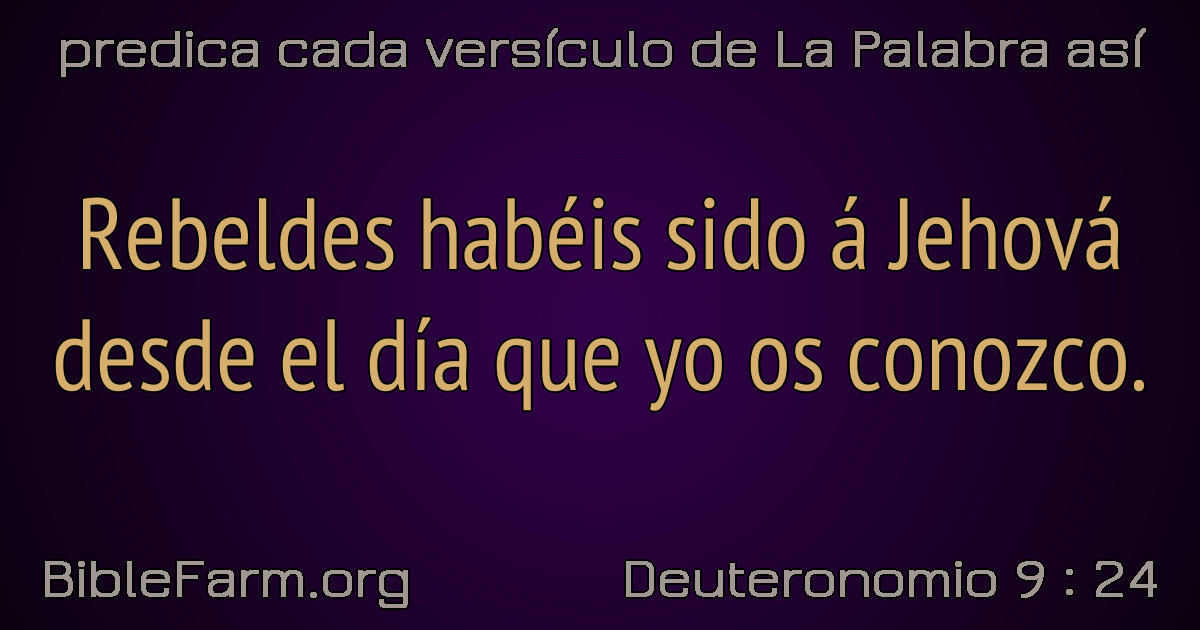 predica cada versículo de La Palabra así
Rebeldes habéis sido á Jehová
desde el día que yo os conozco.
BibleFarm.org
Deuteronomio 9 : 24